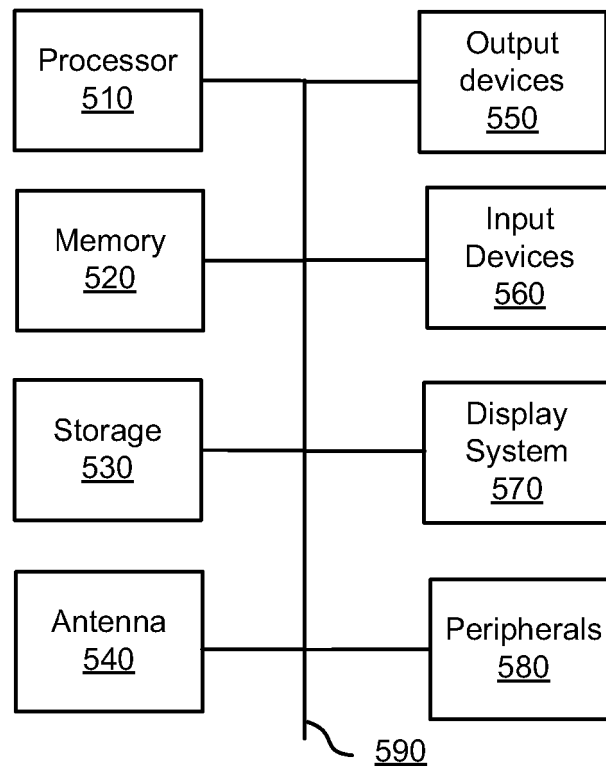 Processor
510
Output
devices
550
Memory
520
Input
Devices
560
Storage
530
Display
System
570
Antenna
540
Peripherals
580
590